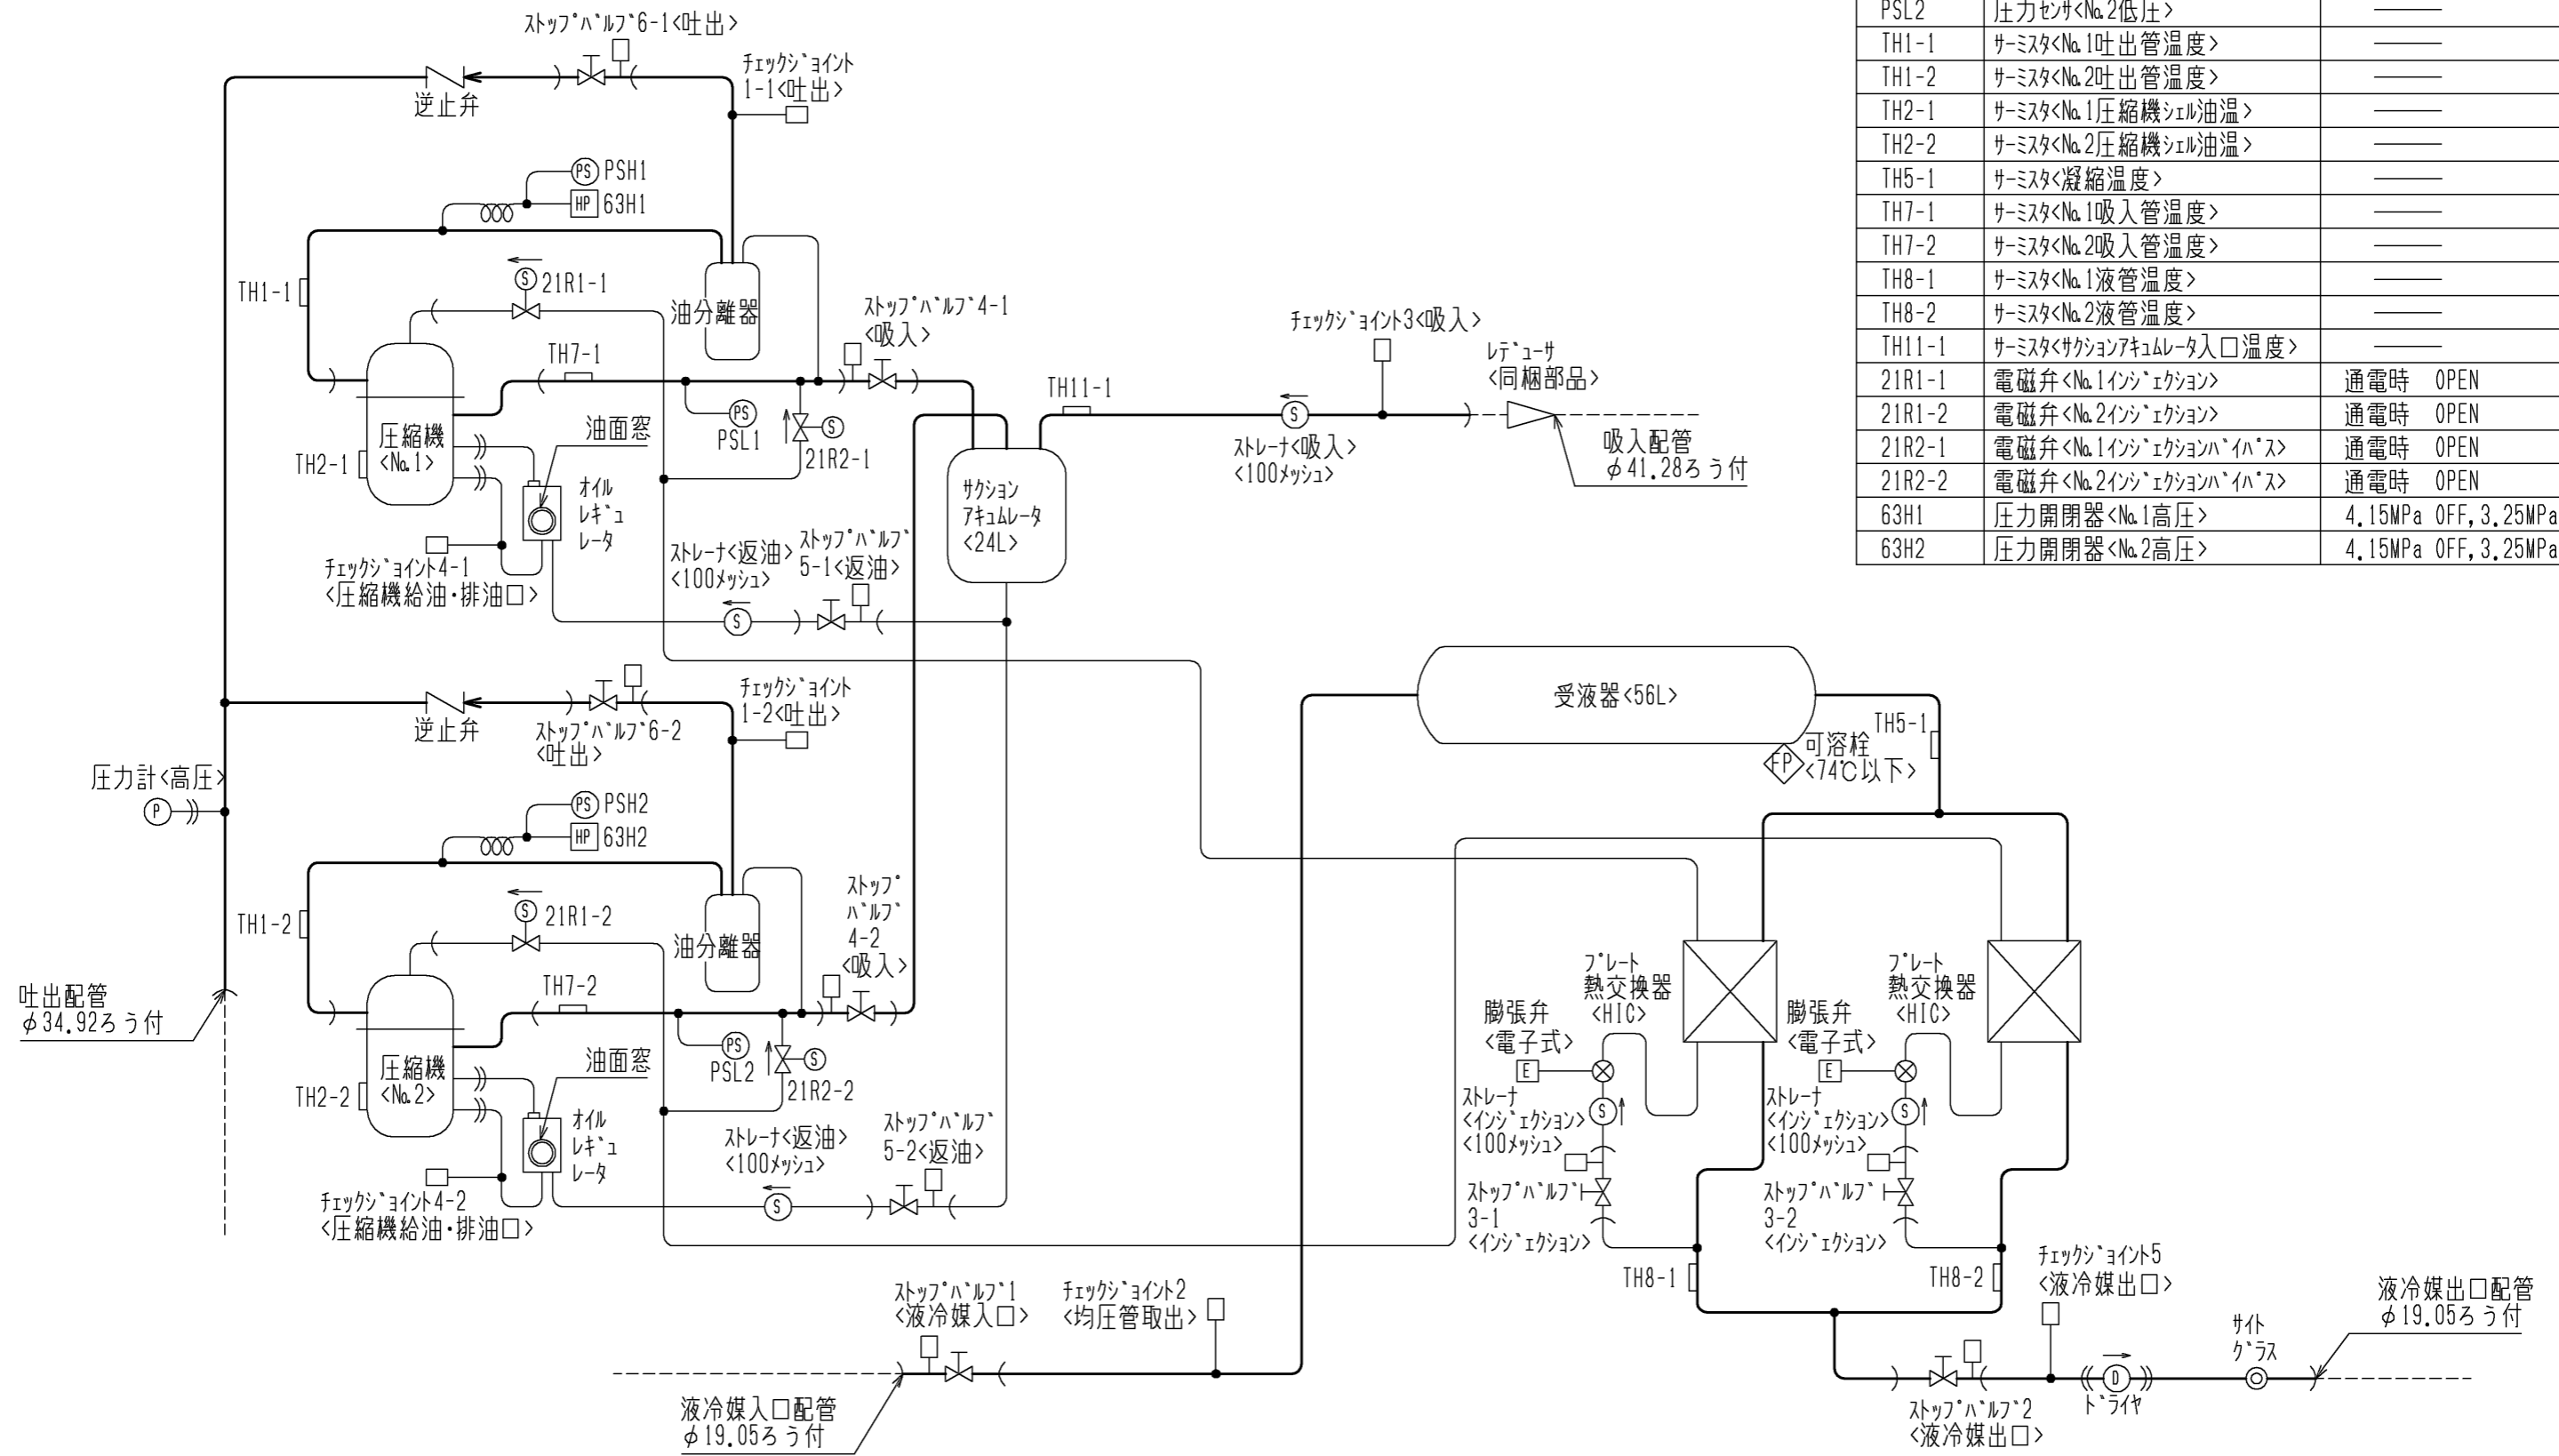 ストップバルブ6-1<吐出>
チェックジョイント
1-1<吐出>
逆止弁
PS PSH1
HP 63H1
TH1-1
S 21R1-1
油分離器
ストップバルブ4-1
<吸入>
チェックジョイント3<吸入>
レデューサ
<同梱部品>
TH7-1
TH11-1
S
ストレーナ<吸入>
<100メッシュ>
吸入配管
φ41.28ろう付
圧縮機
<No.1>
TH2-1
油面窓
PS
PSL1
S
21R2-1
オイル
レギュ
レータ
サクション
アキュムレータ
<24L>
チェックジョイント4-1
<圧縮機給油・排油口>
ストレーナ<返油>
<100メッシュ>
S
ストップバルブ
5-1<返油>
PSL2 圧力センサ<No.2低圧> ―――
TH1-1 サーミスタ<No.1吐出管温度> ―――
TH1-2 サーミスタ<No.2吐出管温度> ―――
TH2-1 サーミスタ<No.1圧縮機シェル油温> ―――
TH2-2 サーミスタ<No.2圧縮機シェル油温> ―――
TH5-1 サーミスタ<凝縮温度> ―――
TH7-1 サーミスタ<No.1吸入管温度> ―――
TH7-2 サーミスタ<No.2吸入管温度> ―――
TH8-1 サーミスタ<No.1液管温度> ―――
TH8-2 サーミスタ<No.2液管温度> ―――
TH11-1 サーミスタ<サクションアキュムレータ入口温度> ―――
21R1-1 電磁弁<No.1インジェクション> 通電時 OPEN
21R1-2 電磁弁<No.2インジェクション> 通電時 OPEN
21R2-1 電磁弁<No.1インジェクションバイパス> 通電時 OPEN
21R2-2 電磁弁<No.2インジェクションバイパス> 通電時 OPEN
63H1 圧力開閉器<No.1高圧> 4.15MPa OFF,3.25MPa
63H2 圧力開閉器<No.2高圧> 4.15MPa OFF,3.25MPa
逆止弁
ストップバルブ6-2
<吐出>
チェックジョイント
1-2<吐出>
圧力計<高圧>
P
PS PSH2
HP 63H2
TH1-2
S 21R1-2
油分離器
ストップ
バルブ
4-2
<吸入>
TH7-2
吐出配管
φ34.92ろう付
圧縮機
<No.2>
TH2-2
油面窓
PS
PSL2
S
21R2-2
オイル
レギュ
レータ
チェックジョイント4-2
<圧縮機給油・排油口>
ストレーナ<返油>
<100メッシュ>
S
ストップバルブ
5-2<返油>
受液器<56L>
TH5-1
FP
可溶栓
<74℃以下>
プレート
熱交換器
<HIC>
膨張弁
<電子式>
E
ストレーナ
<インジェクション>
<100メッシュ>
S
ストップバルブ
3-1
<インジェクション>
TH8-1
プレート
熱交換器
<HIC>
膨張弁
<電子式>
E
ストレーナ
<インジェクション>
<100メッシュ>
S
ストップバルブ
3-2
<インジェクション>
TH8-2
ストップバルブ1
<液冷媒入口>
チェックジョイント2
<均圧管取出>
液冷媒入口配管
φ19.05ろう付
チェックジョイント5
<液冷媒出口>
ストップバルブ2
<液冷媒出口>
D
ドライヤ
サイト
グラス
液冷媒出口配管
φ19.05ろう付